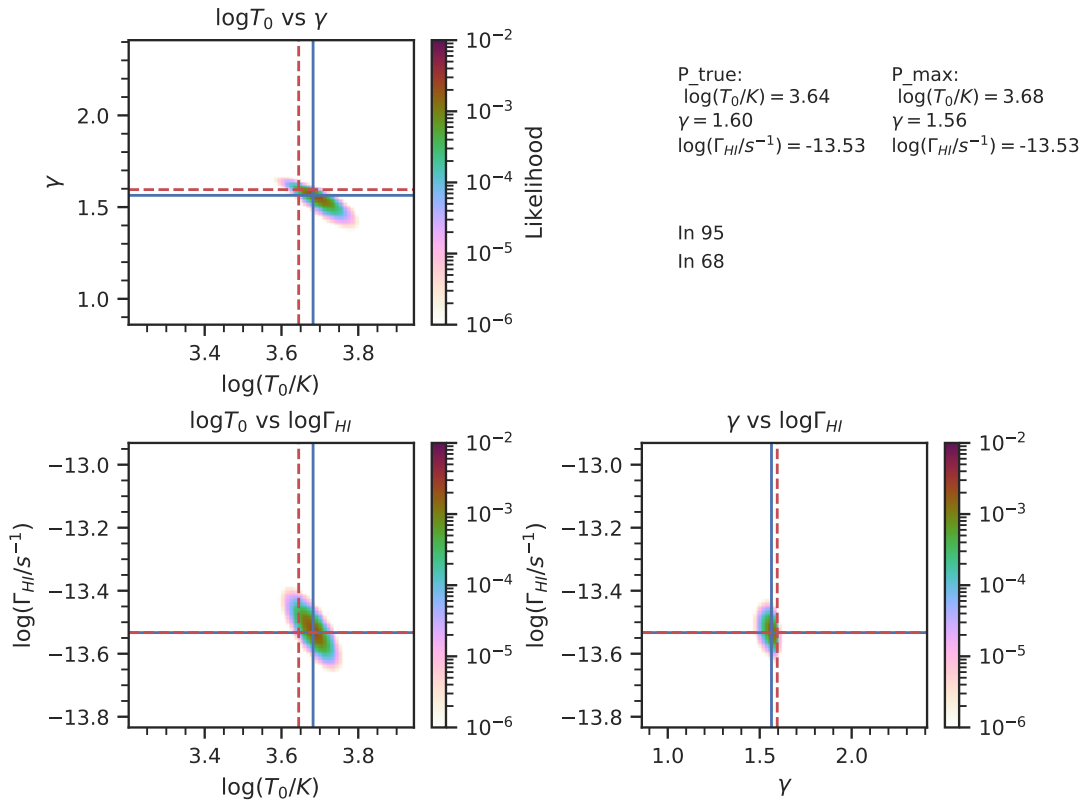 logT₀ vs γ
2.0
1.5
1.0
γ
3.4 3.6 3.8
log(T₀/K)
10⁻²
10⁻³
10⁻⁴
10⁻⁵
10⁻⁶
Likelihood
P_true:
log(T₀/K) = 3.64
γ = 1.60
log(Γ_HI/s⁻¹) = -13.53
P_max:
log(T₀/K) = 3.68
γ = 1.56
log(Γ_HI/s⁻¹) = -13.53
In 95
In 68
logT₀ vs logΓ_HI
−13.0
−13.2
−13.4
−13.6
−13.8
log(Γ_HI/s⁻¹)
3.4 3.6 3.8
log(T₀/K)
10⁻²
10⁻³
10⁻⁴
10⁻⁵
10⁻⁶
γ vs logΓ_HI
−13.0
−13.2
−13.4
−13.6
−13.8
log(Γ_HI/s⁻¹)
1.0 1.5 2.0
γ
10⁻²
10⁻³
10⁻⁴
10⁻⁵
10⁻⁶